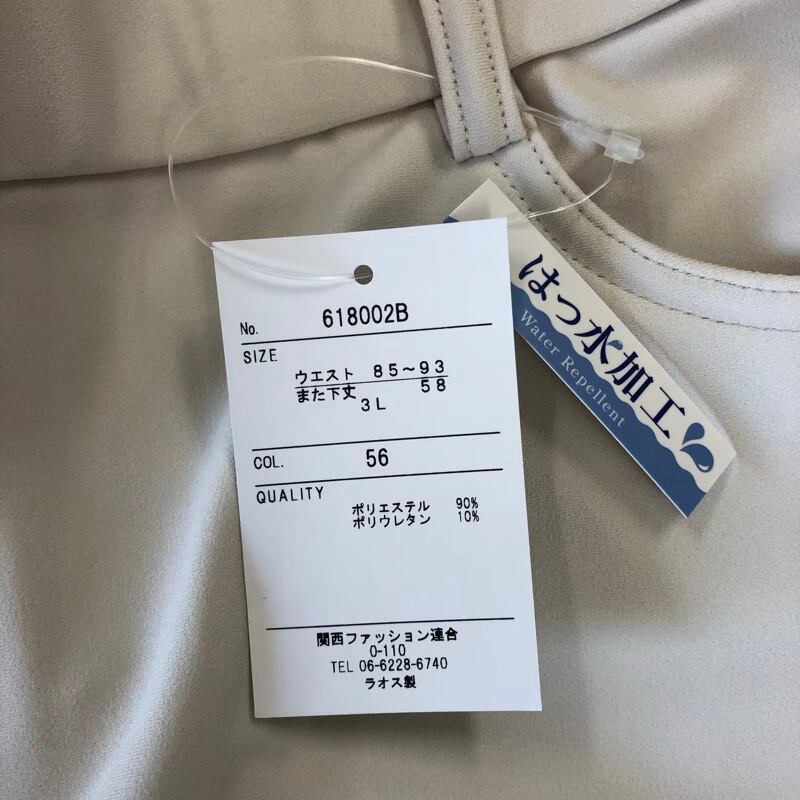 No. 618002B
SIZE
ウエスト 85～93
また下丈 58
3L
COL. 56
QUALITY
ポリエステル 90%
ポリウレタン 10%
関西ファッション連合
0-110
TEL 06-6228-6740
ラオス製
はっ水加工
Water Repellent